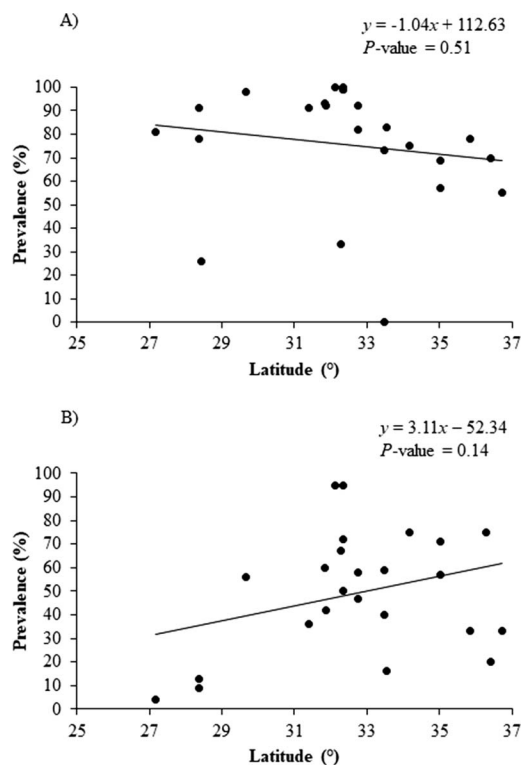 A)
y = -1.04x + 112.63
P-value = 0.51
Prevalence (%)
100
90
80
70
60
50
40
30
20
10
0
25 27 29 31 33 35 37
Latitude (°)
B)
y = 3.11x – 52.34
P-value = 0.14
Prevalence (%)
100
90
80
70
60
50
40
30
20
10
0
25 27 29 31 33 35 37
Latitude (°)